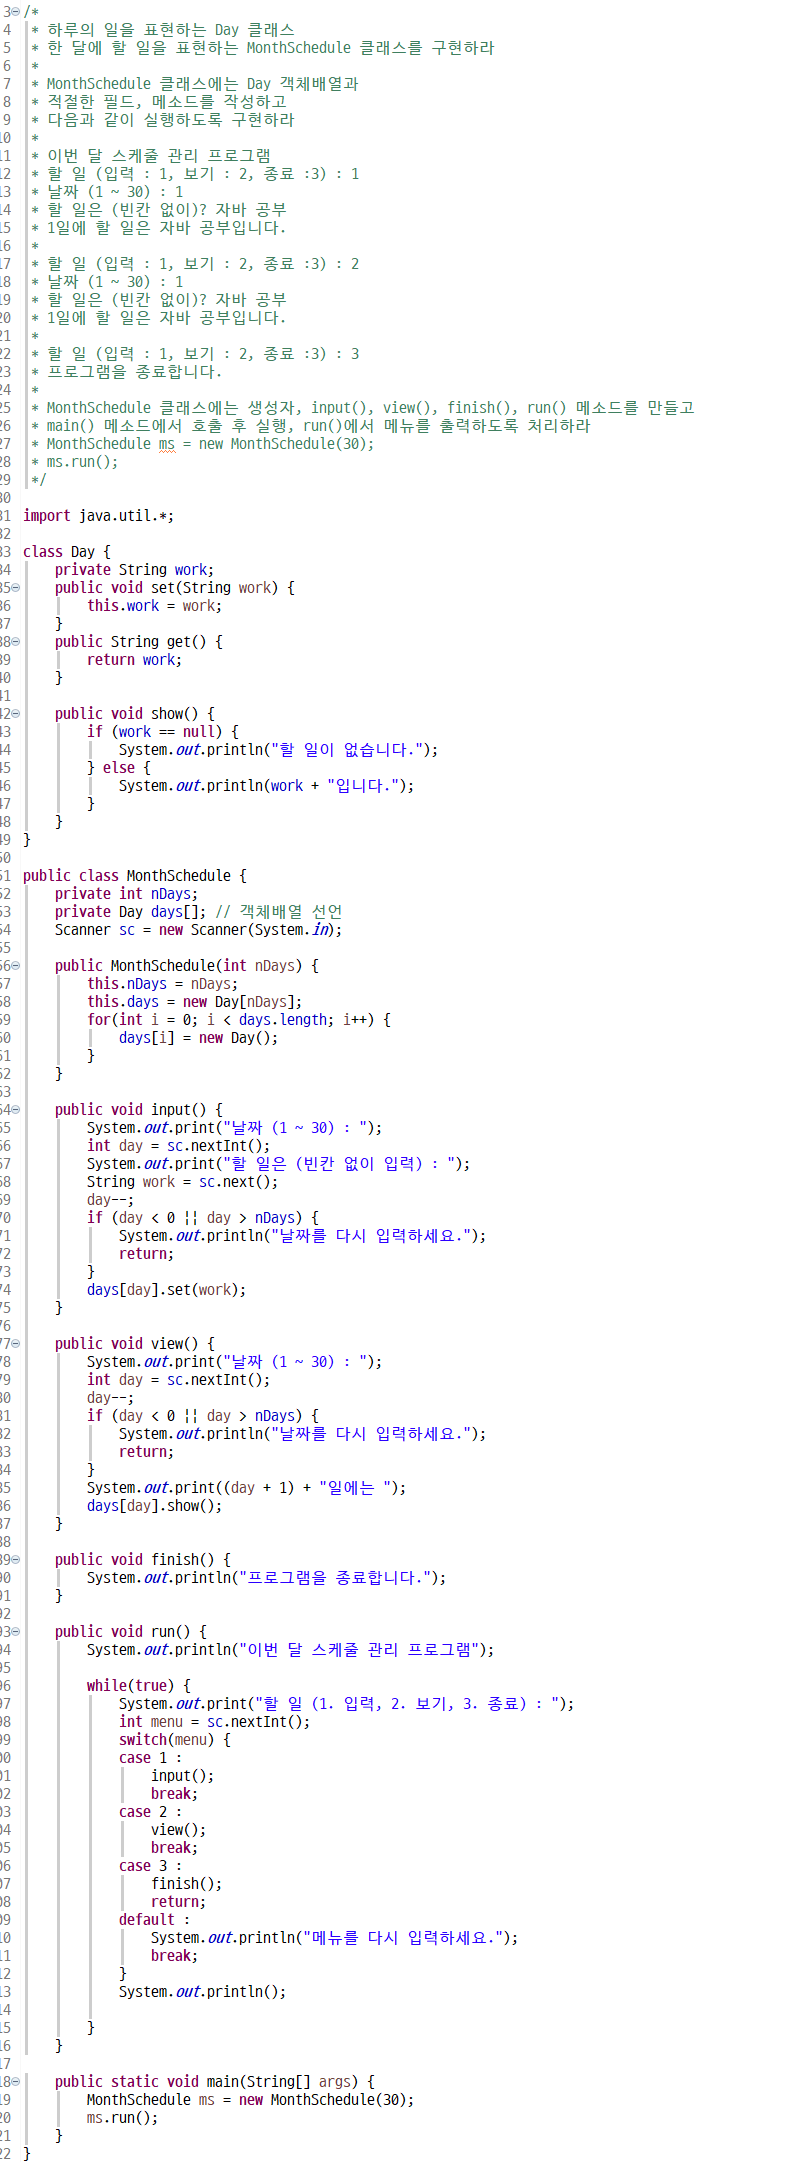 3 /*
4 * 하루의 일을 표현하는 Day 클래스
5 * 한 달에 할 일을 표현하는 MonthSchedule 클래스를 구현하라
6 *
7 * MonthSchedule 클래스에는 Day 객체배열과
8 * 적절한 필드, 메소드를 작성하고
9 * 다음과 같이 실행하도록 구현하라
10 *
11 * 이번 달 스케줄 관리 프로그램
12 * 할 일 (입력 : 1, 보기 : 2, 종료 :3) : 1
13 * 날짜 (1 ~ 30) : 1
14 * 할 일은 (빈칸 없이)? 자바 공부
15 * 1일에 할 일은 자바 공부입니다.
16 *
17 * 할 일 (입력 : 1, 보기 : 2, 종료 :3) : 2
18 * 날짜 (1 ~ 30) : 1
19 * 할 일은 (빈칸 없이)? 자바 공부
20 * 1일에 할 일은 자바 공부입니다.
21 *
22 * 할 일 (입력 : 1, 보기 : 2, 종료 :3) : 3
23 * 프로그램을 종료합니다.
24 *
25 * MonthSchedule 클래스에는 생성자, input(), view(), finish(), run() 메소드를 만들고
26 * main() 메소드에서 호출 후 실행, run()에서 메뉴를 출력하도록 처리하라
27 * MonthSchedule ms = new MonthSchedule(30);
28 * ms.run();
29 */
30
31 import java.util.*;
32
33 class Day {
34 private String work;
35 public void set(String work) {
36 this.work = work;
37 }
38 public String get() {
39 return work;
40 }
41
42 public void show() {
43 if (work == null) {
44 System.out.println("할 일이 없습니다.");
45 } else {
46 System.out.println(work + "입니다.");
47 }
48 }
49 }
50
51 public class MonthSchedule {
52 private int nDays;
53 private Day days[]; // 객체배열 선언
54 Scanner sc = new Scanner(System.in);
55
56 public MonthSchedule(int nDays) {
57 this.nDays = nDays;
58 this.days = new Day[nDays];
59 for(int i = 0; i < days.length; i++) {
60 days[i] = new Day();
61 }
62 }
63
64 public void input() {
65 System.out.print("날짜 (1 ~ 30) : ");
66 int day = sc.nextInt();
67 System.out.print("할 일은 (빈칸 없이 입력) : ");
68 String work = sc.next();
69 day--;
70 if (day < 0 || day > nDays) {
71 System.out.println("날짜를 다시 입력하세요.");
72 return;
73 }
74 days[day].set(work);
75 }
76
77 public void view() {
78 System.out.print("날짜 (1 ~ 30) : ");
79 int day = sc.nextInt();
80 day--;
81 if (day < 0 || day > nDays) {
82 System.out.println("날짜를 다시 입력하세요.");
83 return;
84 }
85 System.out.print((day + 1) + "일에는 ");
86 days[day].show();
87 }
88
89 public void finish() {
90 System.out.println("프로그램을 종료합니다.");
91 }
92
93 public void run() {
94 System.out.println("이번 달 스케줄 관리 프로그램");
95
96 while(true) {
97 System.out.print("할 일 (1. 입력, 2. 보기, 3. 종료) : ");
98 int menu = sc.nextInt();
99 switch(menu) {
00 case 1 :
01 input();
02 break;
03 case 2 :
04 view();
05 break;
06 case 3 :
07 finish();
08 return;
09 default :
10 System.out.println("메뉴를 다시 입력하세요.");
11 break;
12 }
13 System.out.println();
14
15 }
16 }
17
18 public static void main(String[] args) {
19 MonthSchedule ms = new MonthSchedule(30);
20 ms.run();
21 }
22 }